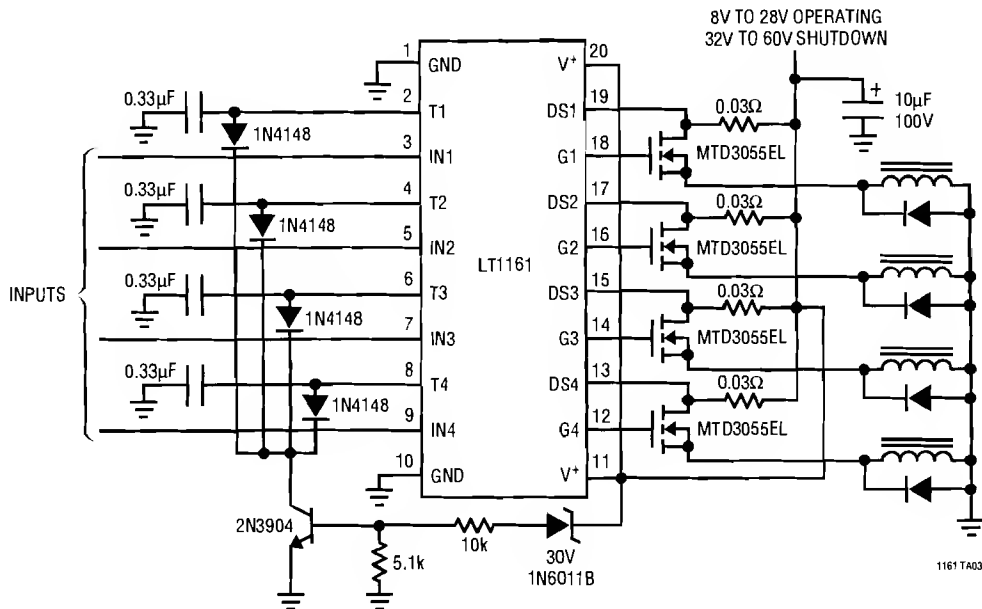 8V TO 28V OPERATING
32V TO 60V SHUTDOWN
1
GND
20
V+
0.33µF
2
T1
1N4148
19
DS1
0.03Ω
+
10µF
100V
3
IN1
18
G1
MTD3055EL
0.33µF
4
T2
1N4148
17
DS2
0.03Ω
5
IN2
16
G2
MTD3055EL
LT1161
INPUTS
0.33µF
6
T3
1N4148
15
DS3
0.03Ω
7
IN3
14
G3
MTD3055EL
0.33µF
8
T4
1N4148
13
DS4
0.03Ω
9
IN4
12
G4
MTD3055EL
10
GND
11
V+
2N3904
5.1k
10k
30V
1N6011B
1161 TA03